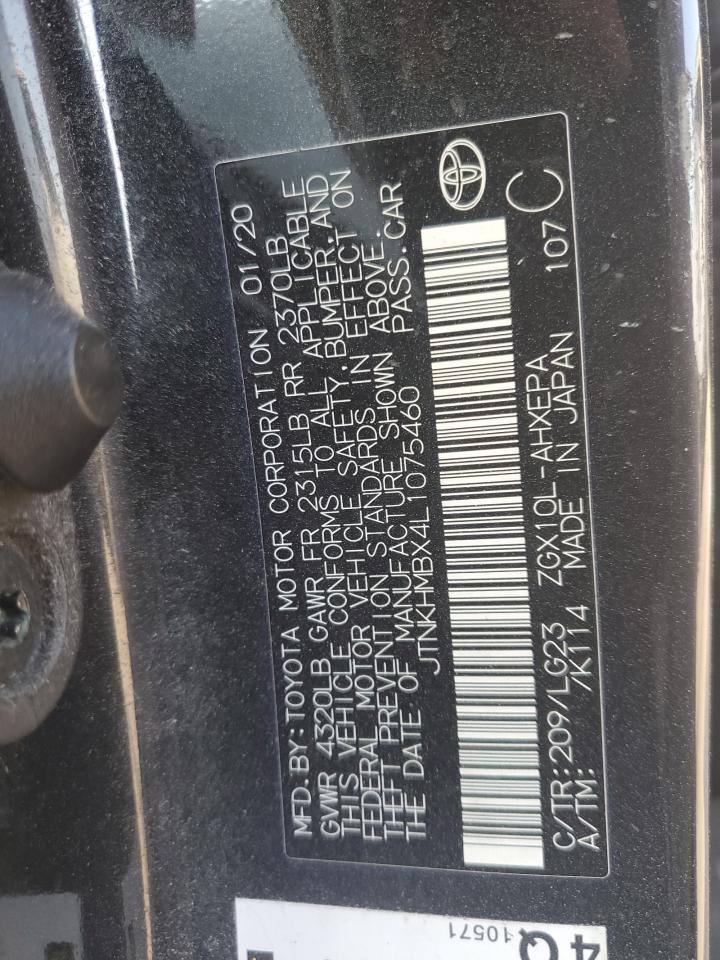 MFD.BY:TOYOTA MOTOR CORPORATION 01/20
GVWR 4320LB GAWR FR 2315LB RR 2370LB
THIS VEHICLE CONFORMS TO ALL APPLICABLE
FEDERAL MOTOR VEHICLE SAFETY,BUMPER,AND
THEFT PREVENTION STANDARDS IN EFFECT ON
THE DATE OF MANUFACTURE SHOWN ABOVE.
JTNKHMBX4L1075460 PASS.CAR
C/TR:209/LG23 ZGX10L-AHXEPA 107 C
A/TM: /K114 MADE IN JAPAN
4Q
10571